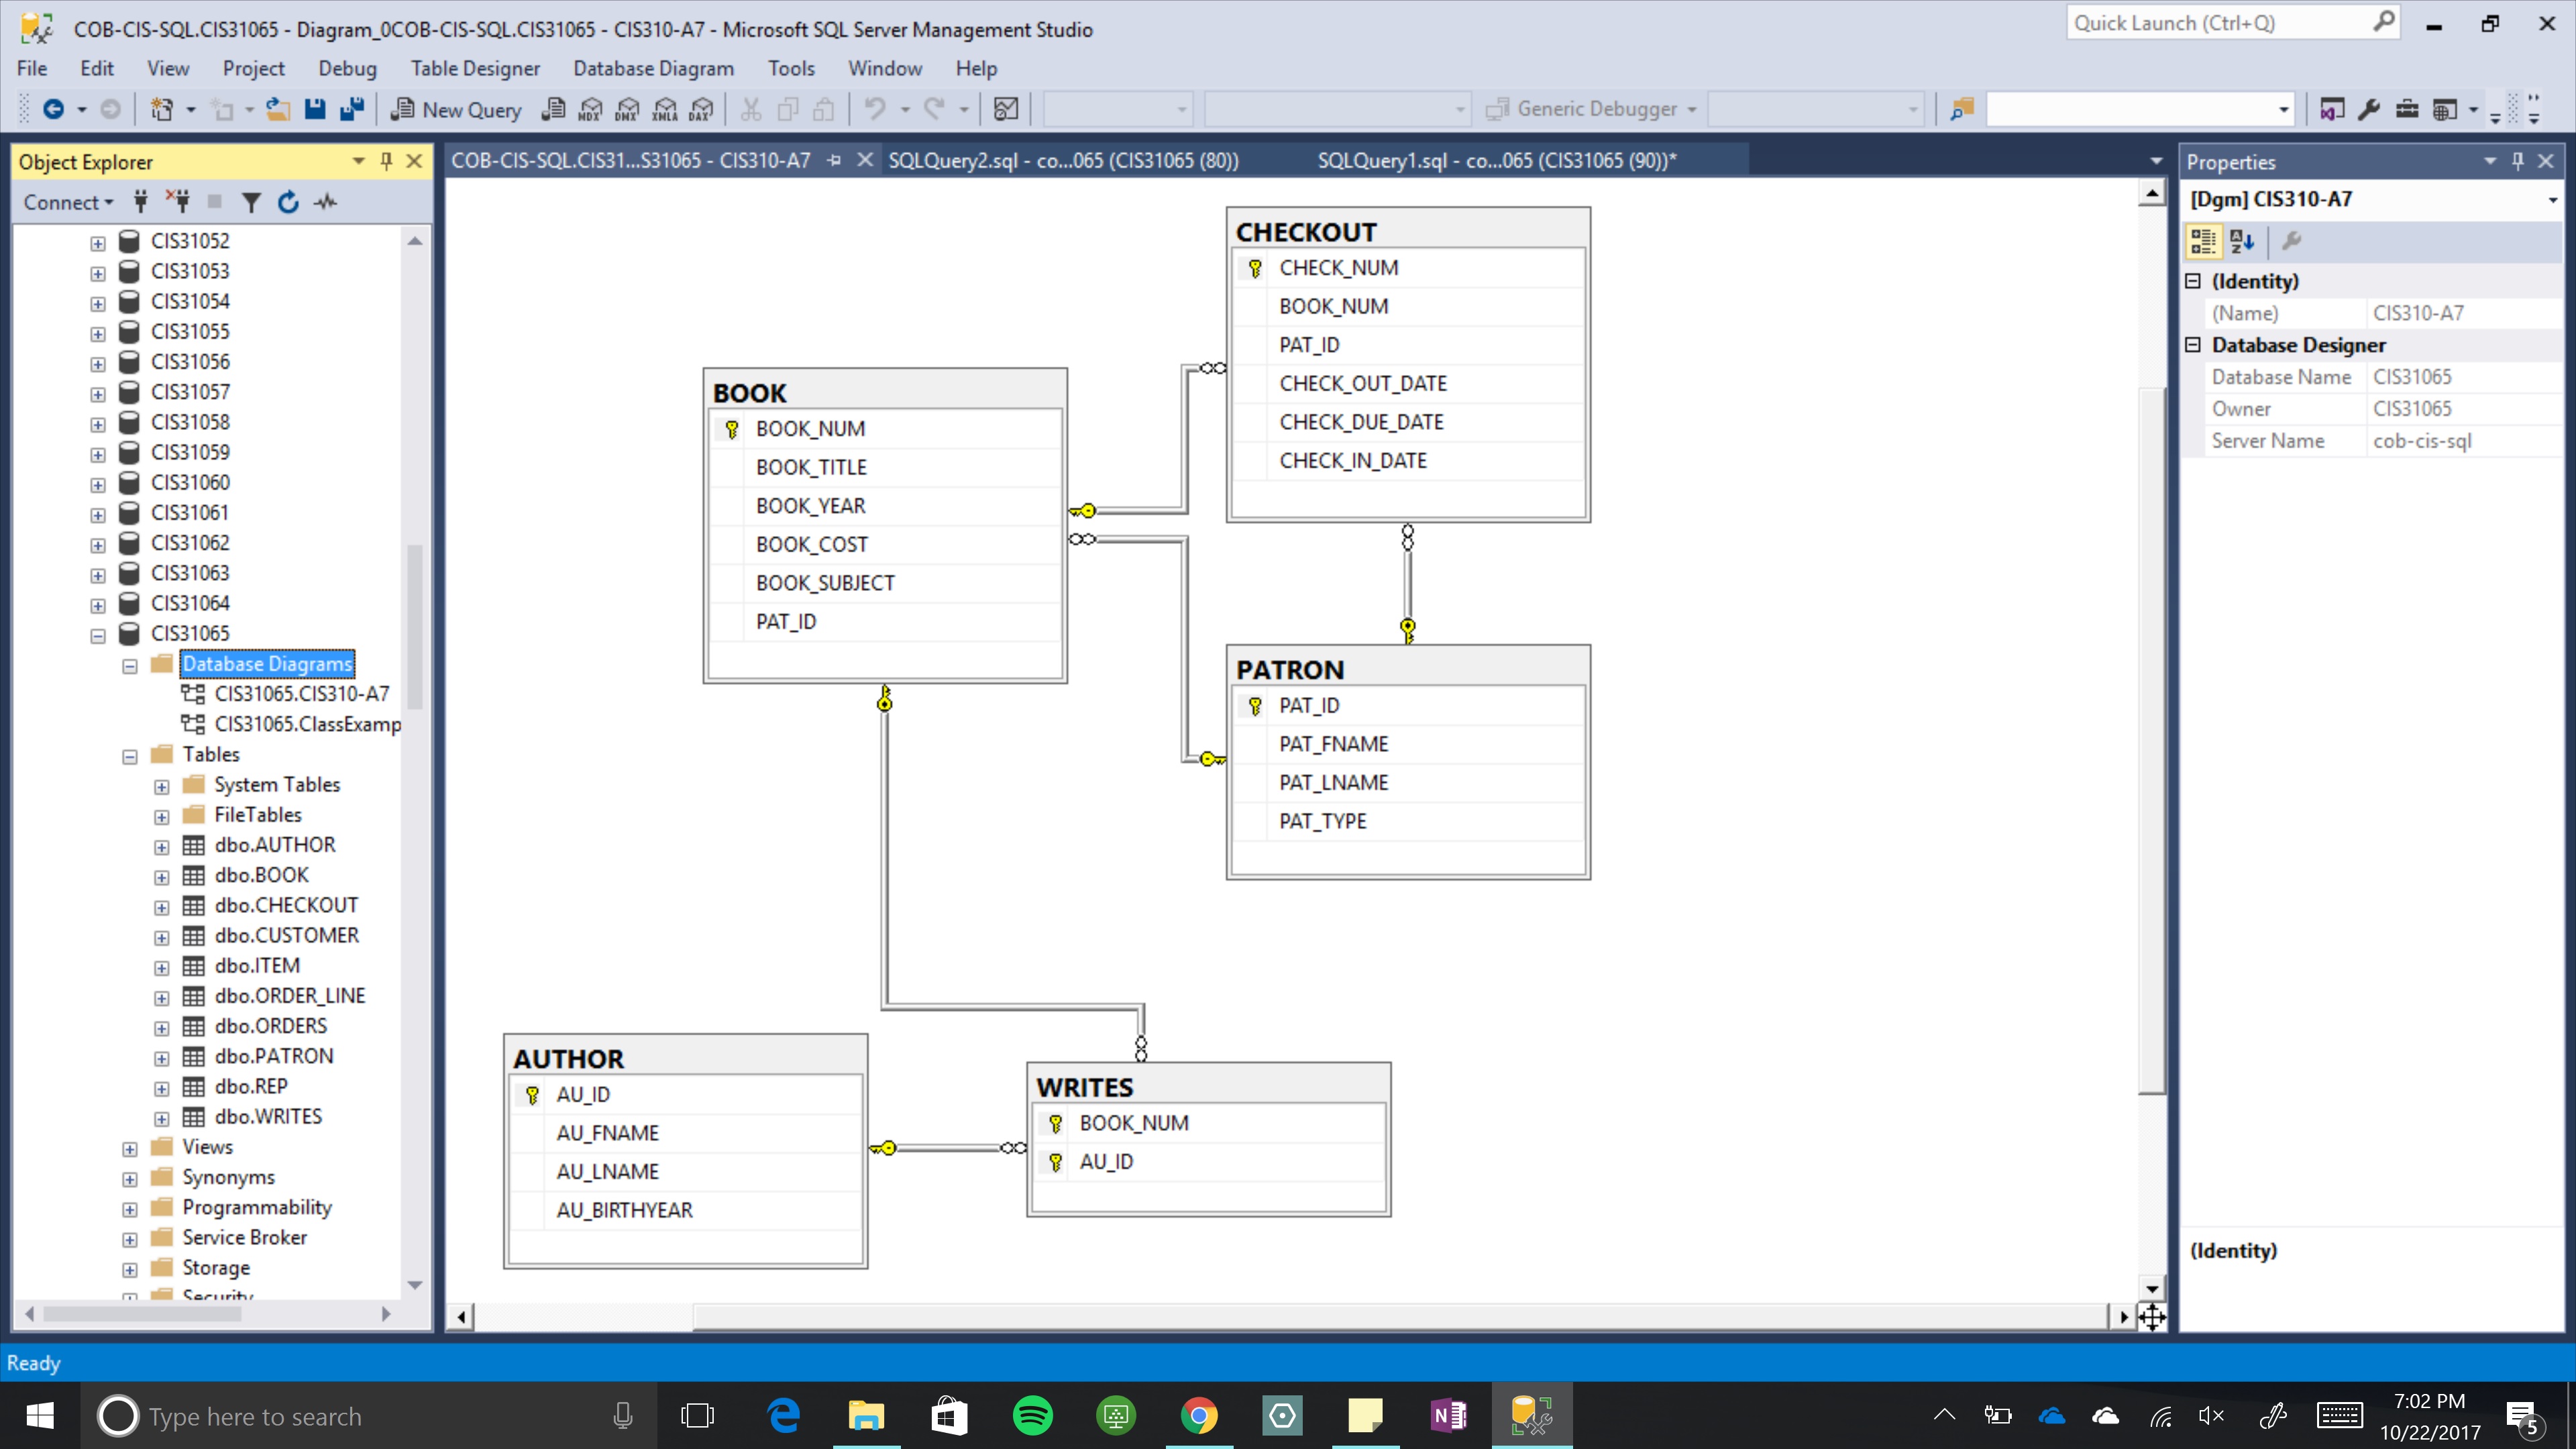 COB-CIS-SQL.CIS31065 - Diagram_0COB-CIS-SQL.CIS31065 - CIS310-A7 - Microsoft SQL Server Management Studio
Quick Launch (Ctrl+Q)
File Edit View Project Debug Table Designer Database Diagram Tools Window Help
New Query MDX DMX XMLA DAX Generic Debugger
Object Explorer
Connect
CIS31052
CIS31053
CIS31054
CIS31055
CIS31056
CIS31057
CIS31058
CIS31059
CIS31060
CIS31061
CIS31062
CIS31063
CIS31064
CIS31065
Database Diagrams
CIS31065.CIS310-A7
CIS31065.ClassExamp
Tables
System Tables
FileTables
dbo.AUTHOR
dbo.BOOK
dbo.CHECKOUT
dbo.CUSTOMER
dbo.ITEM
dbo.ORDER_LINE
dbo.ORDERS
dbo.PATRON
dbo.REP
dbo.WRITES
Views
Synonyms
Programmability
Service Broker
Storage
Security
COB-CIS-SQL.CIS31...S31065 - CIS310-A7 SQLQuery2.sql - co...065 (CIS31065 (80)) SQLQuery1.sql - co...065 (CIS31065 (90))*
CHECKOUT
CHECK_NUM
BOOK_NUM
PAT_ID
CHECK_OUT_DATE
CHECK_DUE_DATE
CHECK_IN_DATE
BOOK
BOOK_NUM
BOOK_TITLE
BOOK_YEAR
BOOK_COST
BOOK_SUBJECT
PAT_ID
PATRON
PAT_ID
PAT_FNAME
PAT_LNAME
PAT_TYPE
AUTHOR
AU_ID
AU_FNAME
AU_LNAME
AU_BIRTHYEAR
WRITES
BOOK_NUM
AU_ID
Properties
[Dgm] CIS310-A7
(Identity)
(Name) CIS310-A7
Database Designer
Database Name CIS31065
Owner CIS31065
Server Name cob-cis-sql
(Identity)
Ready
Type here to search
7:02 PM
10/22/2017
5